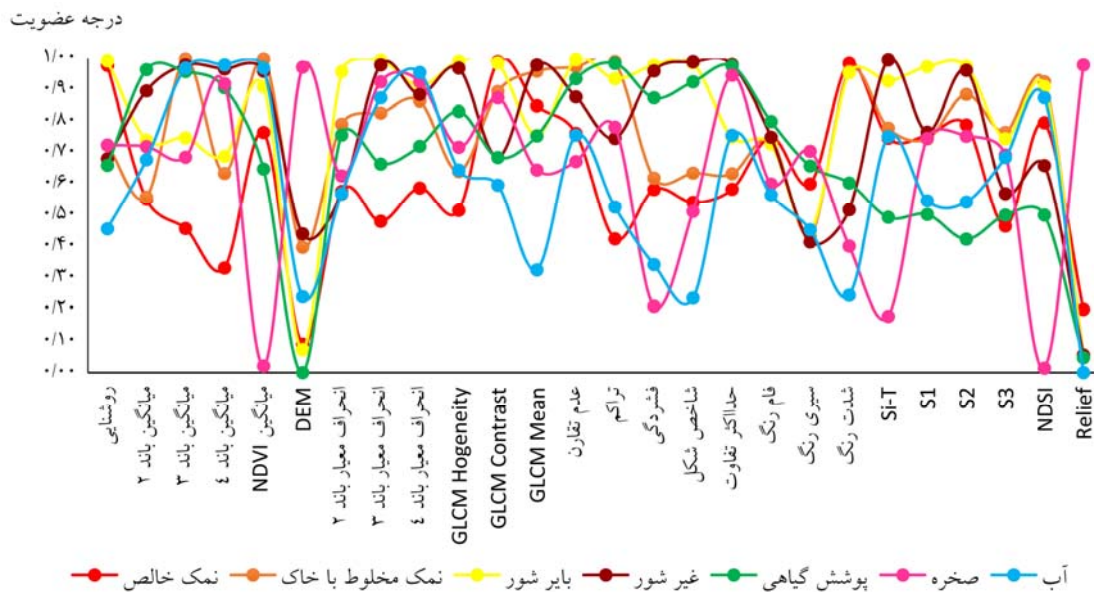 درجه عضویت
۱/۰۰
۰/۹۰
۰/۸۰
۰/۷۰
۰/۶۰
۰/۵۰
۰/۴۰
۰/۳۰
۰/۲۰
۰/۱۰
۰/۰۰
روشنایی
میانگین باند ۲
میانگین باند ۳
میانگین باند ٤
میانگین NDVI
DEM
انحراف معیار باند ۲
انحراف معیار باند ۳
انحراف معیار باند ٤
GLCM Hogeneity
GLCM Contrast
GLCM Mean
عدم تقارن
تراکم
فشردگی
شاخص شکل
حدااکثر تفاوت
فام رنگ
سیری رنگ
شدت رنگ
Si-T
S1
S2
S3
NDSI
Relief
نمک خالص
نمک مخلوط با خاک
بایر شور
غیر شور
پوشش گیاهی
صخره
آب